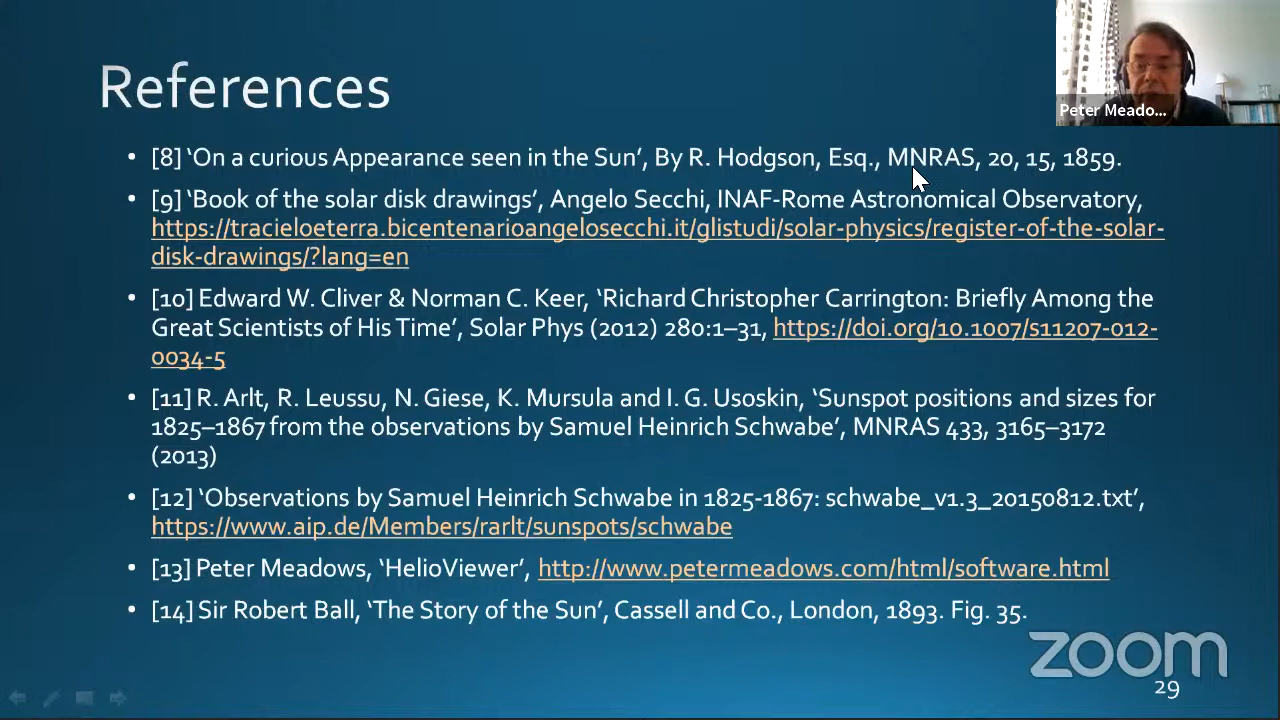 References
Peter Meado...
• [8] ‘On a curious Appearance seen in the Sun’, By R. Hodgson, Esq., MNRAS, 20, 15, 1859.
• [9] ‘Book of the solar disk drawings’, Angelo Secchi, INAF-Rome Astronomical Observatory,
https://tracieloeterra.bicentenarioangelosecchi.it/glistudi/solar-physics/register-of-the-solar-
disk-drawings/?lang=en
• [10] Edward W. Cliver & Norman C. Keer, ‘Richard Christopher Carrington: Briefly Among the
Great Scientists of His Time’, Solar Phys (2012) 280:1–31, https://doi.org/10.1007/s11207-012-
0034-5
• [11] R. Arlt, R. Leussu, N. Giese, K. Mursula and I. G. Usoskin, ‘Sunspot positions and sizes for
1825–1867 from the observations by Samuel Heinrich Schwabe’, MNRAS 433, 3165–3172
(2013)
• [12] ‘Observations by Samuel Heinrich Schwabe in 1825-1867: schwabe_v1.3_20150812.txt’,
https://www.aip.de/Members/rarlt/sunspots/schwabe
• [13] Peter Meadows, ‘HelioViewer’, http://www.petermeadows.com/html/software.html
• [14] Sir Robert Ball, ‘The Story of the Sun’, Cassell and Co., London, 1893. Fig. 35.
zoom
29